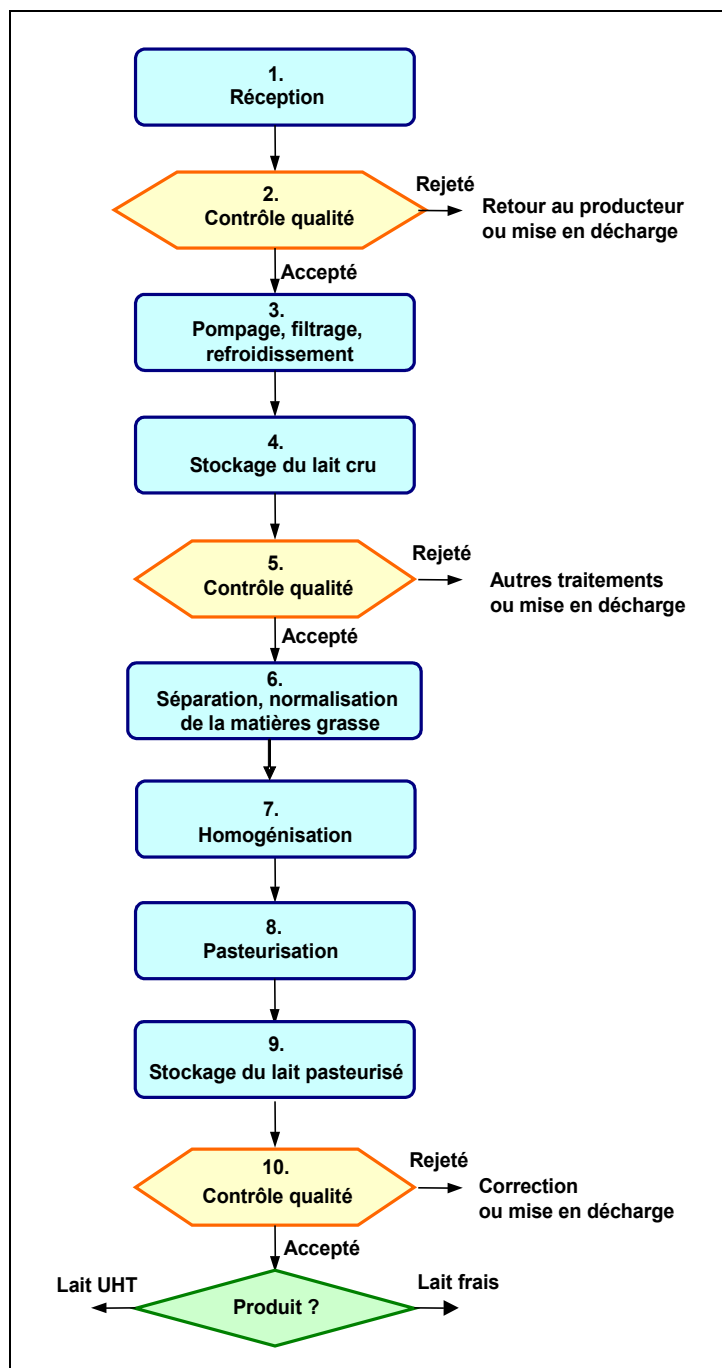 1.
Réception
2.
Contrôle qualité
Rejeté
Retour au producteur
ou mise en décharge
Accepté
3.
Pompage, filtrage,
refroidissement
4.
Stockage du lait cru
5.
Contrôle qualité
Rejeté
Autres traitements
ou mise en décharge
Accepté
6.
Séparation, normalisation
de la matières grasse
7.
Homogénisation
8.
Pasteurisation
9.
Stockage du lait pasteurisé
10.
Contrôle qualité
Rejeté
Correction
ou mise en décharge
Accepté
Lait UHT
Produit ?
Lait frais